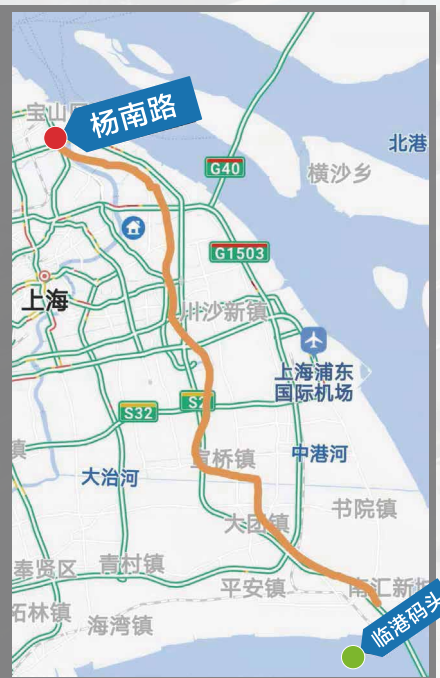 宝山区
杨南路
北港
G40
横沙乡
G1503
上海
川沙新镇
上海浦东
国际机场
S32
S2
镇
宣桥镇
中港河
大治河
书院镇
大团镇
奉贤区
青村镇
平安镇
南汇新城
柘林镇
海湾镇
临港码头